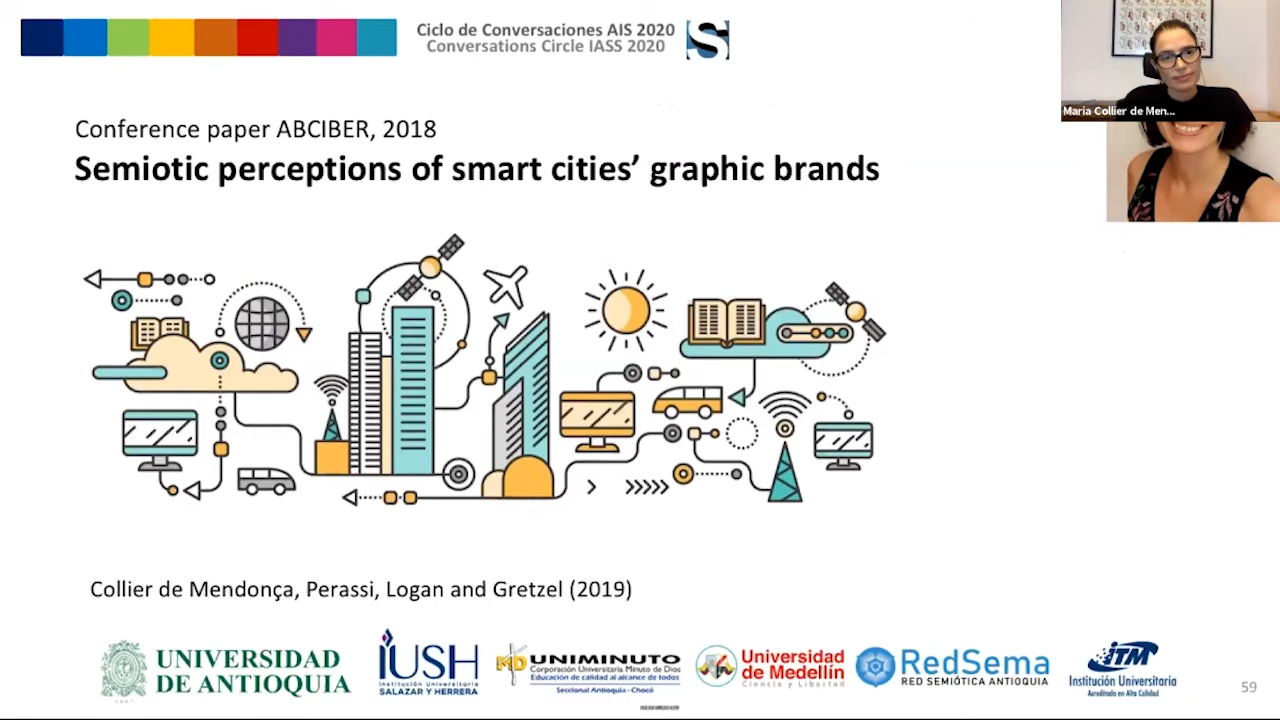 Ciclo de Conversaciones AIS 2020
Conversations Circle IASS 2020
S
Maria Collier de Men...
Conference paper ABCIBER, 2018
Semiotic perceptions of smart cities’ graphic brands
Collier de Mendonça, Perassi, Logan and Gretzel (2019)
UNIVERSIDAD
DE ANTIOQUIA
IUSH
Institución Universitaria
SALAZAR Y HERRERA
MD UNIMINUTO
Corporación Universitaria Minuto de Dios
Educación de calidad al alcance de todos
Seccional Antioquia - Chocó
Universidad
de Medellín
Ciencia y Libertad
RedSema
RED SEMIÓTICA ANTIOQUIA
iTM
Institución Universitaria
Acreditada en Alta Calidad
59